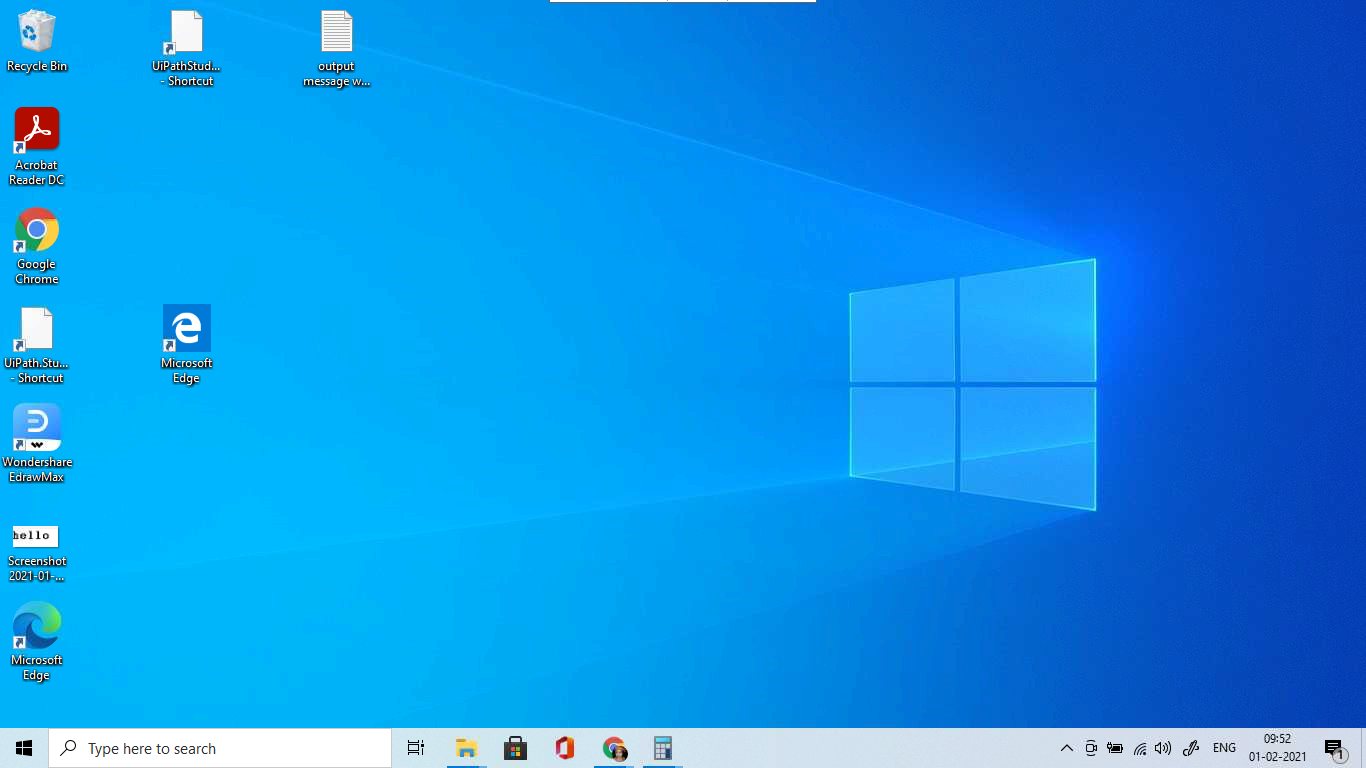 Recycle Bin
UiPathStud...
- Shortcut
output
message w...
Acrobat
Reader DC
Google
Chrome
UiPath.Stu...
- Shortcut
Microsoft
Edge
Wondershare
EdrawMax
hello
Screenshot
2021-01-...
Microsoft
Edge
Type here to search
ENG
09:52
01-02-2021
1